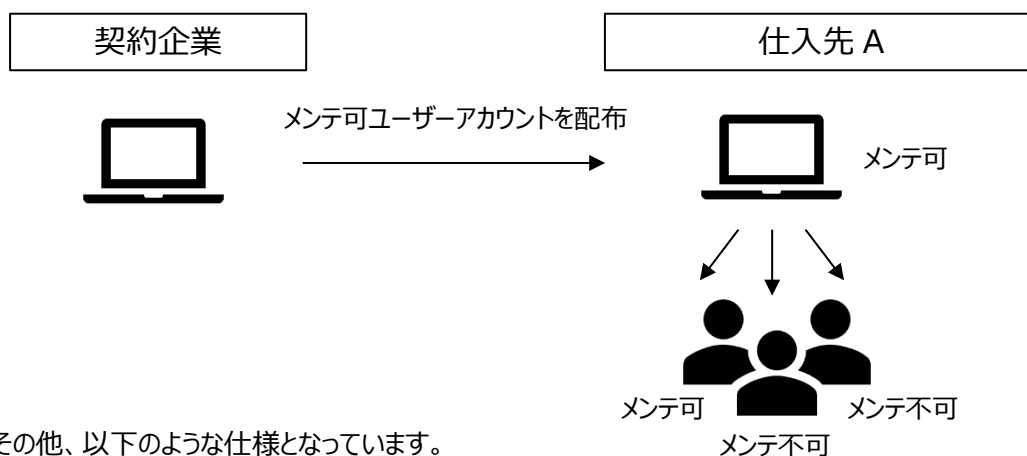 契約企業
仕入先 A
メンテ可ユーザーアカウントを配布
メンテ可
メンテ可
メンテ不可
メンテ不可
その他、以下のような仕様となっています。